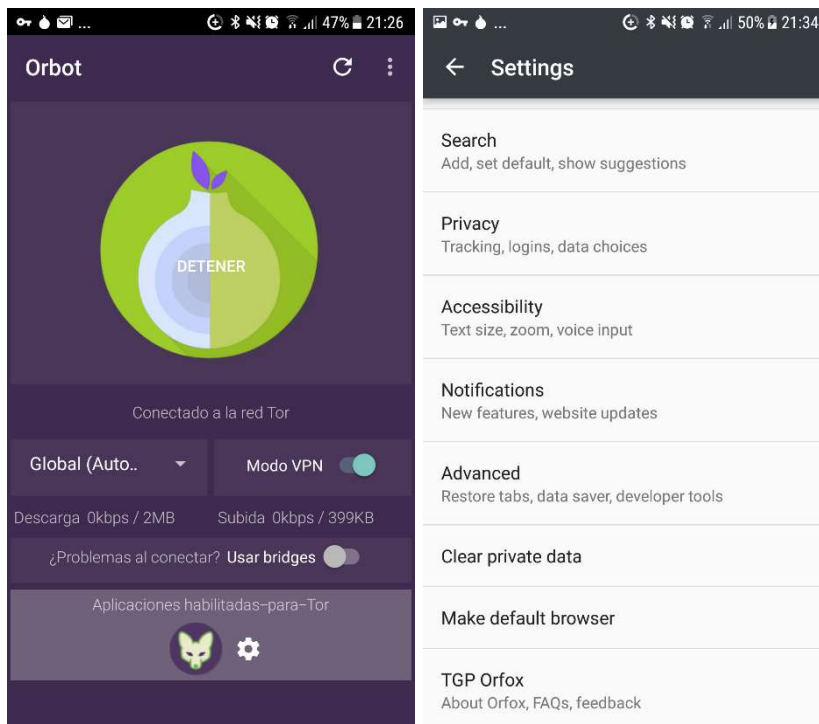 ... 47% 21:26
Orbot
DETENER
Conectado a la red Tor
Global (Auto..
Modo VPN
Descarga 0kbps / 2MB
Subida 0kbps / 399KB
¿Problemas al conectar? Usar bridges
Aplicaciones habilitadas-para-Tor
... 50% 21:34
Settings
Search
Add, set default, show suggestions
Privacy
Tracking, logins, data choices
Accessibility
Text size, zoom, voice input
Notifications
New features, website updates
Advanced
Restore tabs, data saver, developer tools
Clear private data
Make default browser
TGP Orfox
About Orfox, FAQs, feedback